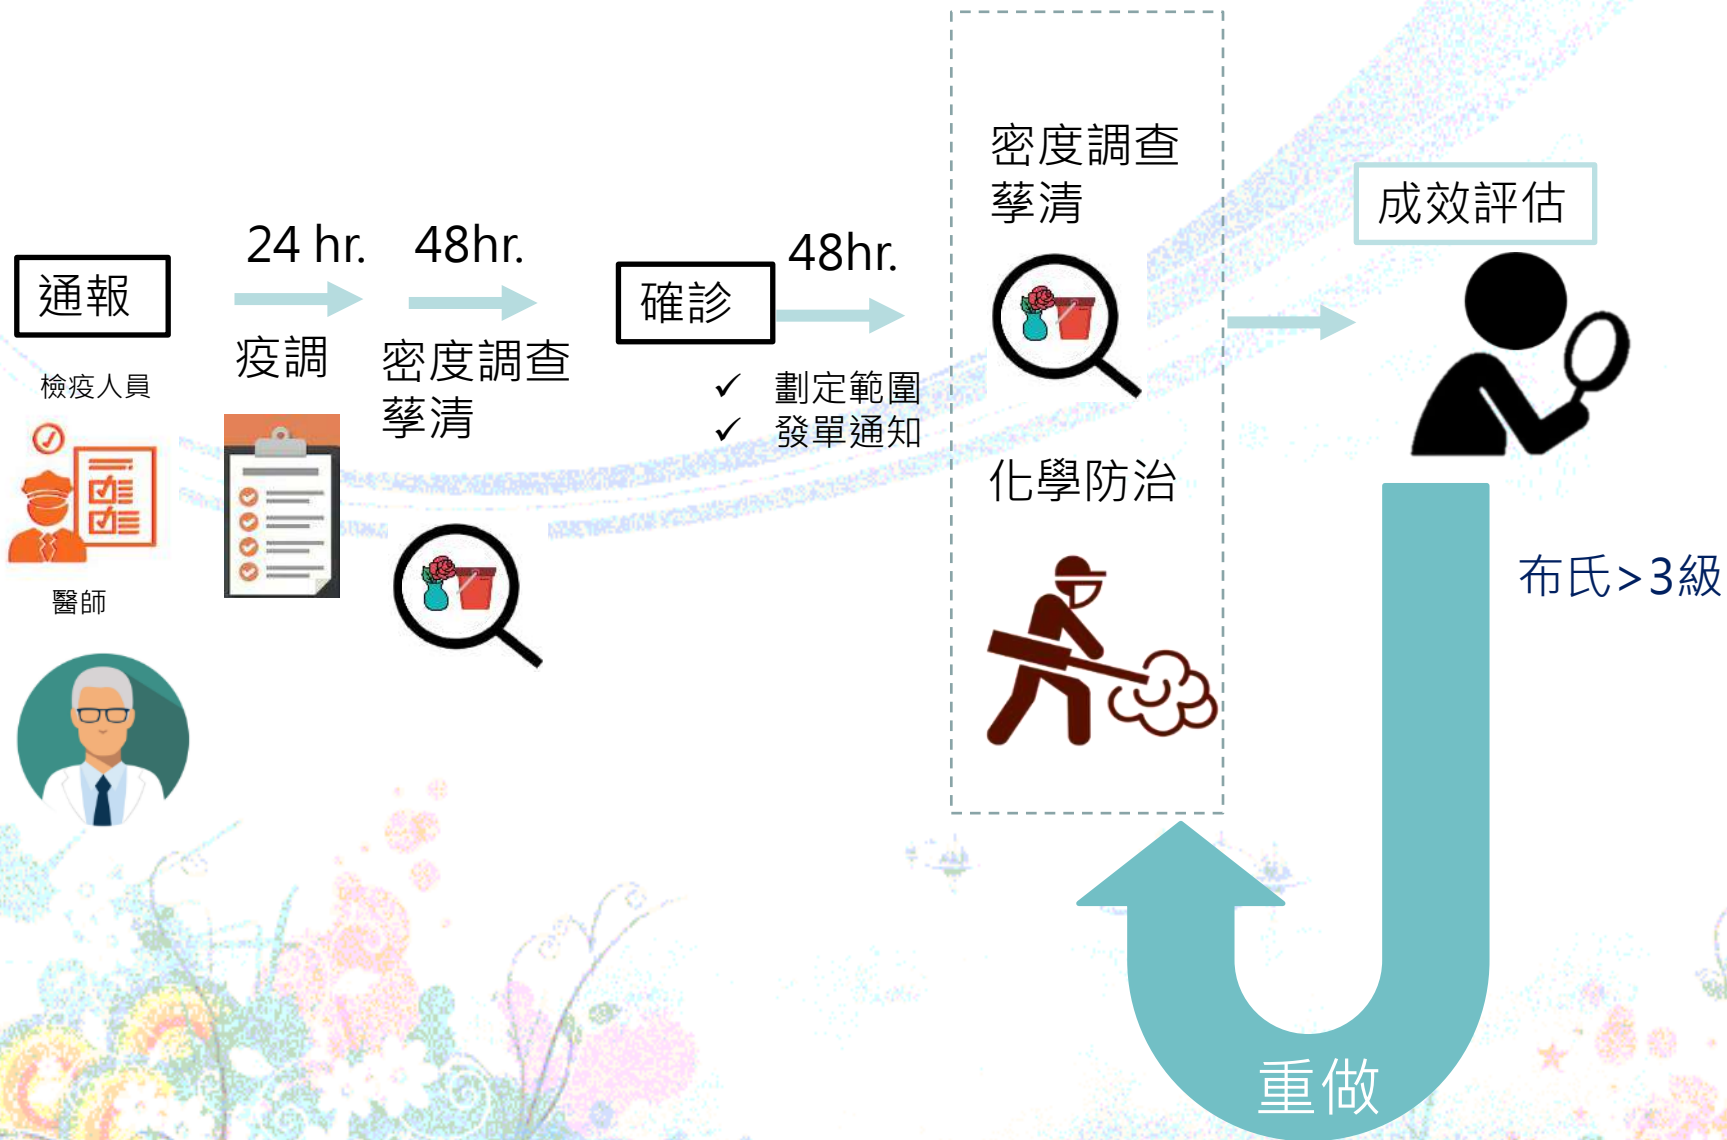 通報
檢疫人員
醫師
24 hr.
疫調
48hr.
密度調查
孳清
確診
48hr.
✓ 劃定範圍
✓ 發單通知
密度調查
孳清
化學防治
成效評估
布氏>3級
重做